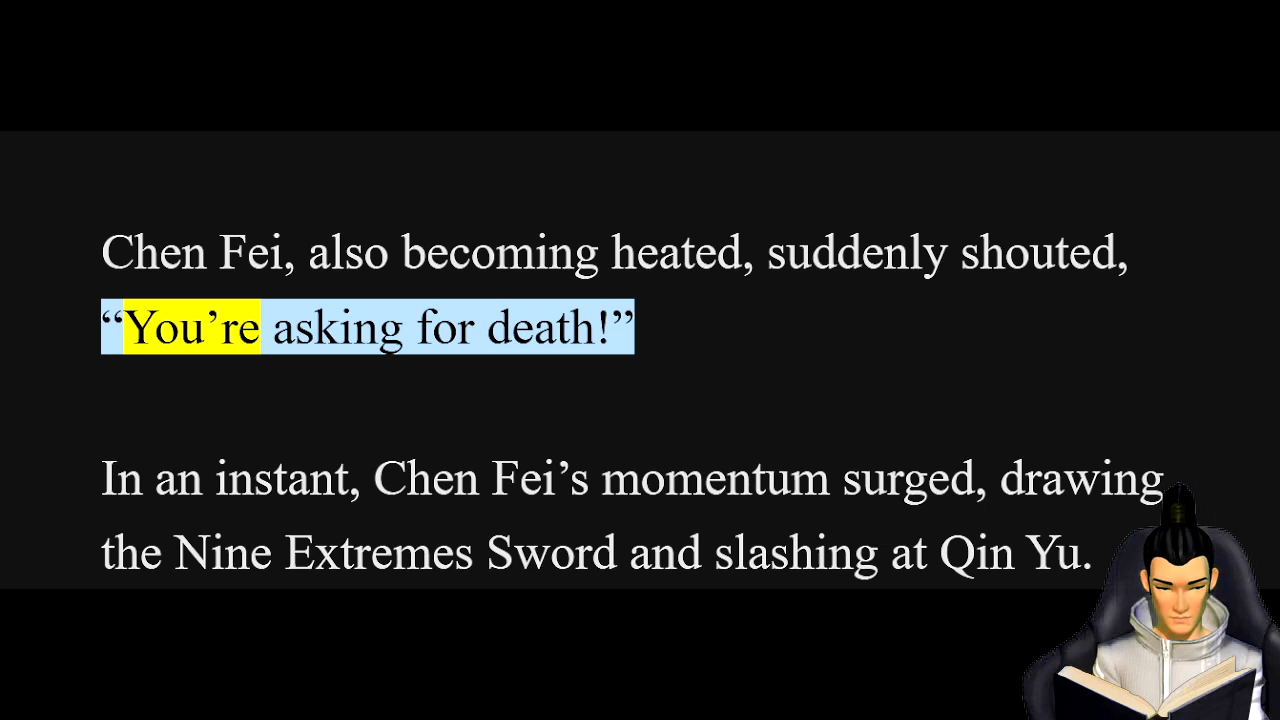 Chen Fei, also becoming heated, suddenly shouted,
“You’re asking for death!”
In an instant, Chen Fei’s momentum surged, drawing
the Nine Extremes Sword and slashing at Qin Yu.